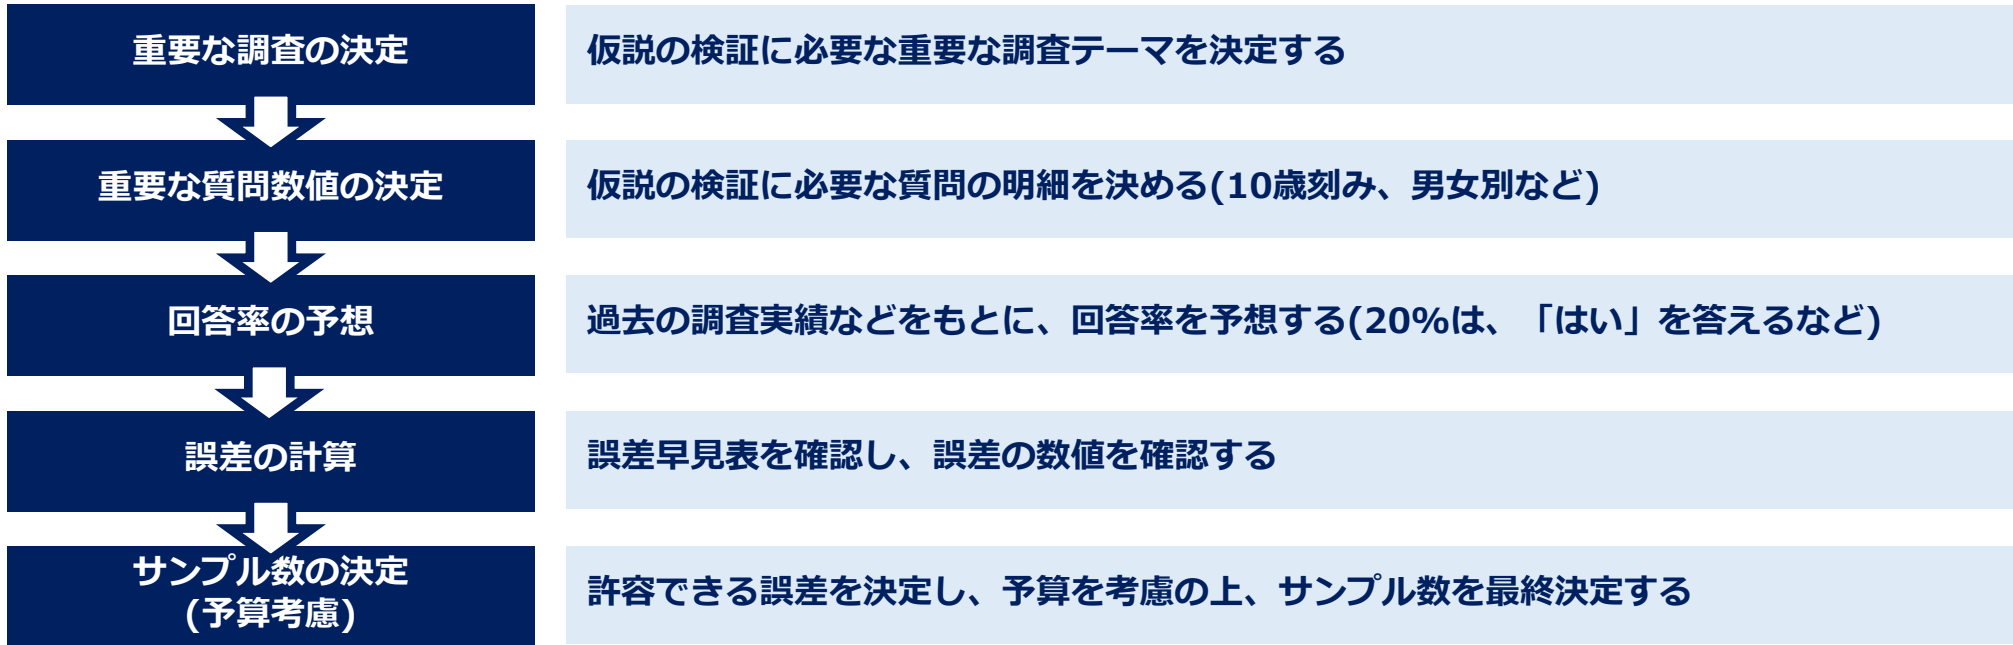 重要な調査の決定
仮説の検証に必要な重要な調査テーマを決定する
重要な質問数値の決定
仮説の検証に必要な質問の明細を決める(10歳刻み、男女別など)
回答率の予想
過去の調査実績などをもとに、回答率を予想する(20%は、「はい」を答えるなど)
誤差の計算
誤差早見表を確認し、誤差の数値を確認する
サンプル数の決定
(予算考慮)
許容できる誤差を決定し、予算を考慮の上、サンプル数を最終決定する